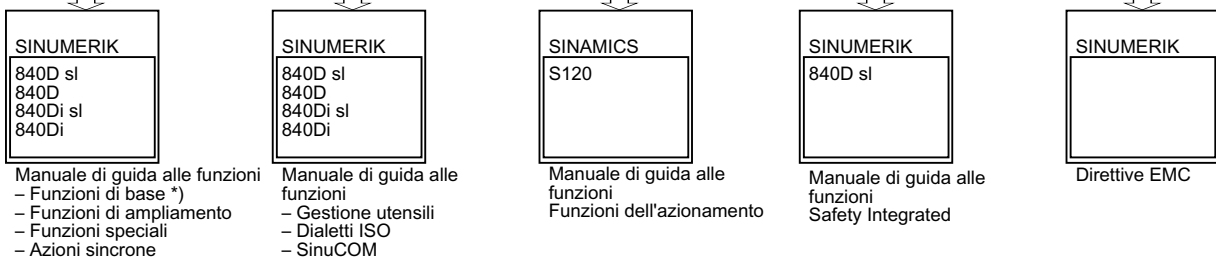 SINUMERIK
840D sl
840D
840Di sl
840Di
Manuale di guida alle funzioni
– Funzioni di base *)
– Funzioni di ampliamento
– Funzioni speciali
– Azioni sincrone
SINUMERIK
840D sl
840D
840Di sl
840Di
Manuale di guida alle
funzioni
– Gestione utensili
– Dialetti ISO
– SinuCOM
SINAMICS
S120
Manuale di guida alle
funzioni
Funzioni dell'azionamento
SINUMERIK
840D sl
Manuale di guida alle
funzioni
Safety Integrated
SINUMERIK
Direttive EMC